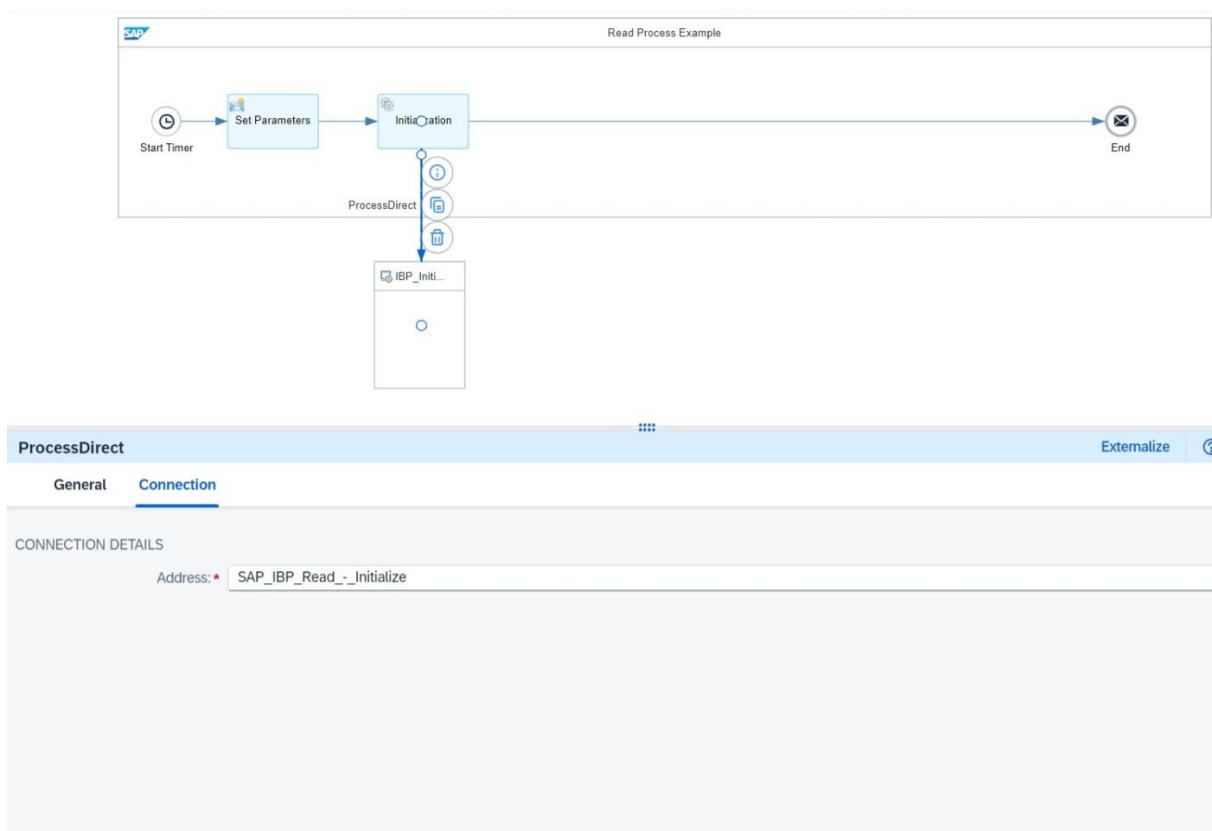 SAP
Read Process Example
Set Parameters
Start Timer
End
ProcessDirect
IBP_Initi...
ProcessDirect
Externalize
General
Connection
CONNECTION DETAILS
Address:*
SAP_IBP_Read_-_Initialize